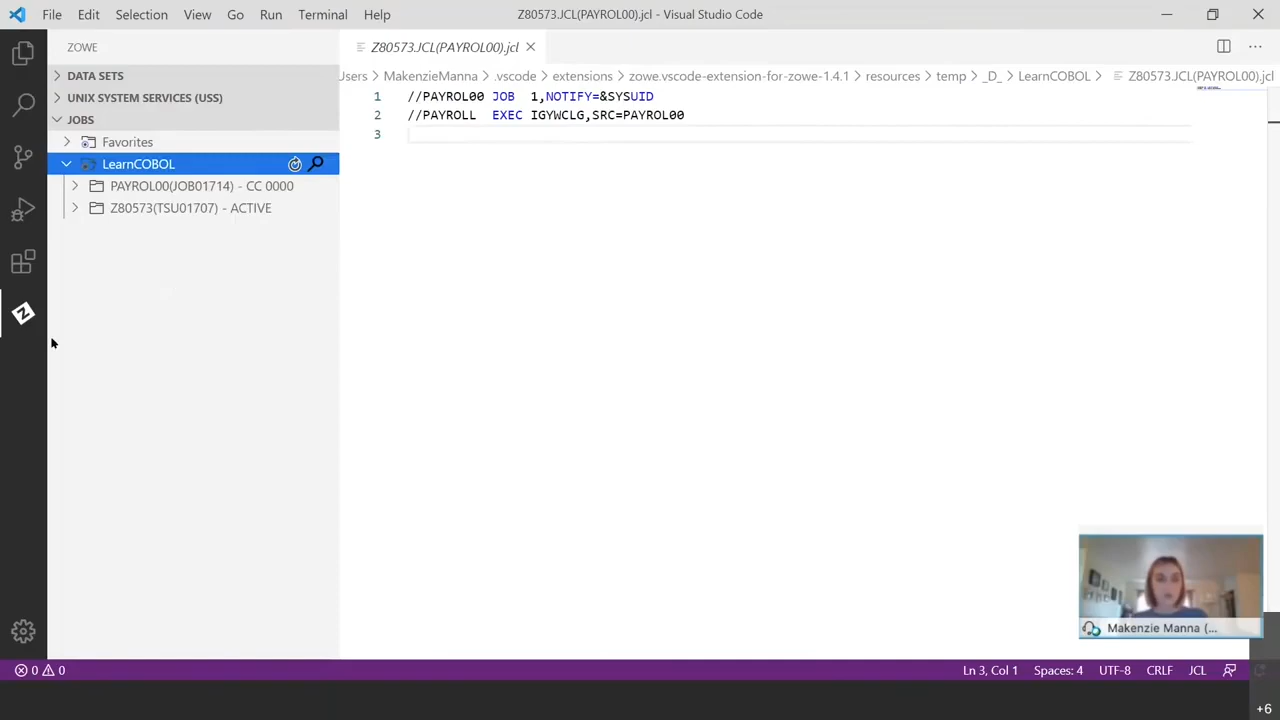 File Edit Selection View Go Run Terminal Help
Z80573.JCL(PAYROL00).jcl - Visual Studio Code
ZOWE
DATA SETS
UNIX SYSTEM SERVICES (USS)
JOBS
Favorites
LearnCOBOL
PAYROL00(JOB01714) - CC 0000
Z80573(TSU01707) - ACTIVE
Z80573.JCL(PAYROL00).jcl
Users > MakenzieManna > .vscode > extensions > zowe.vscode-extension-for-zowe-1.4.1 > resources > temp > _D_ > LearnCOBOL > Z80573.JCL(PAYROL00).jcl
1 //PAYROL00 JOB 1,NOTIFY=&SYSUID
2 //PAYROLL EXEC IGYWCLG,SRC=PAYROL00
3
Makenzie Manna (...
0 0
Ln 3, Col 1 Spaces: 4 UTF-8 CRLF JCL
+6